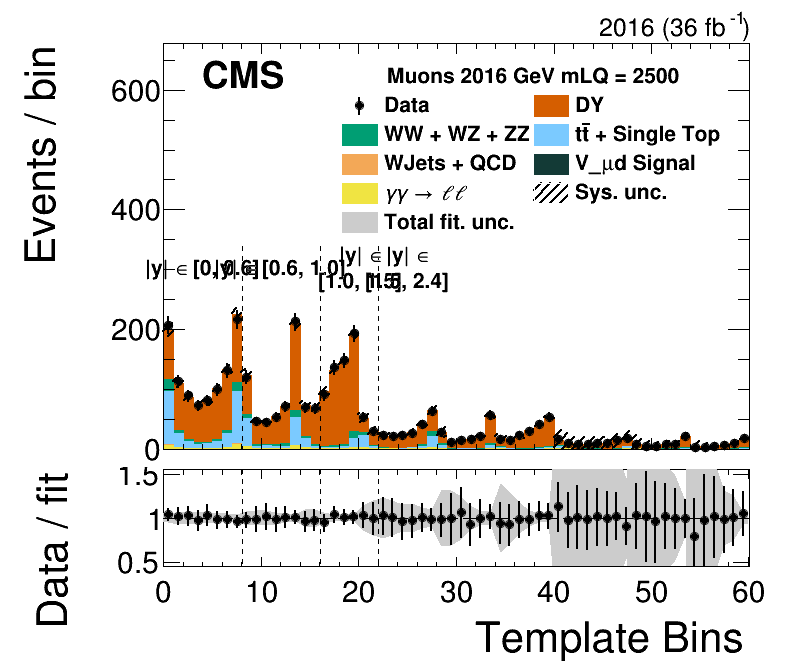 2016 (36 fb⁻¹)
CMS
Muons 2016 GeV mLQ = 2500
Data
DY
WW + WZ + ZZ
tt̄ + Single Top
WJets + QCD
V_μd Signal
γγ → ℓℓ
Sys. unc.
Total fit. unc.
Events / bin
600
400
200
0
|y| ∈ [0, 0.6]
|y| ∈ [0.6, 1.0]
|y| ∈
[1.0, 1.5]
|y| ∈
[1.5, 2.4]
Data / fit
1.5
1
0.5
0 10 20 30 40 50 60
Template Bins